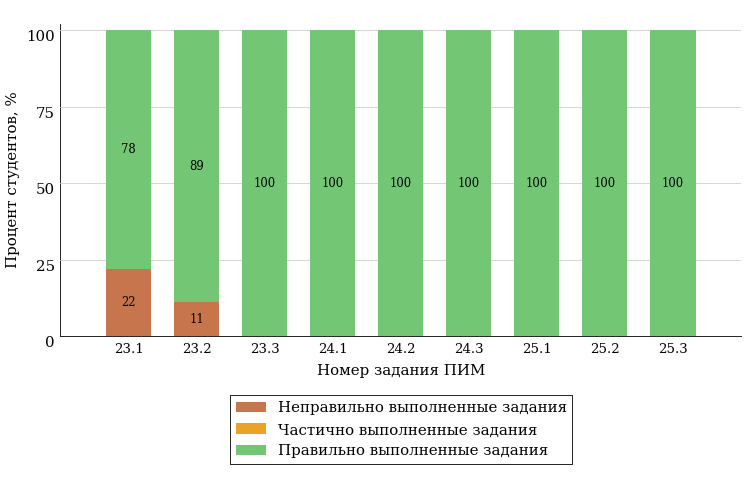 Процент студентов, %
100
75
50
25
0
78
22
89
11
100
100
100
100
100
100
100
23.1 23.2 23.3 24.1 24.2 24.3 25.1 25.2 25.3
Номер задания ПИМ
Неправильно выполненные задания
Частично выполненные задания
Правильно выполненные задания